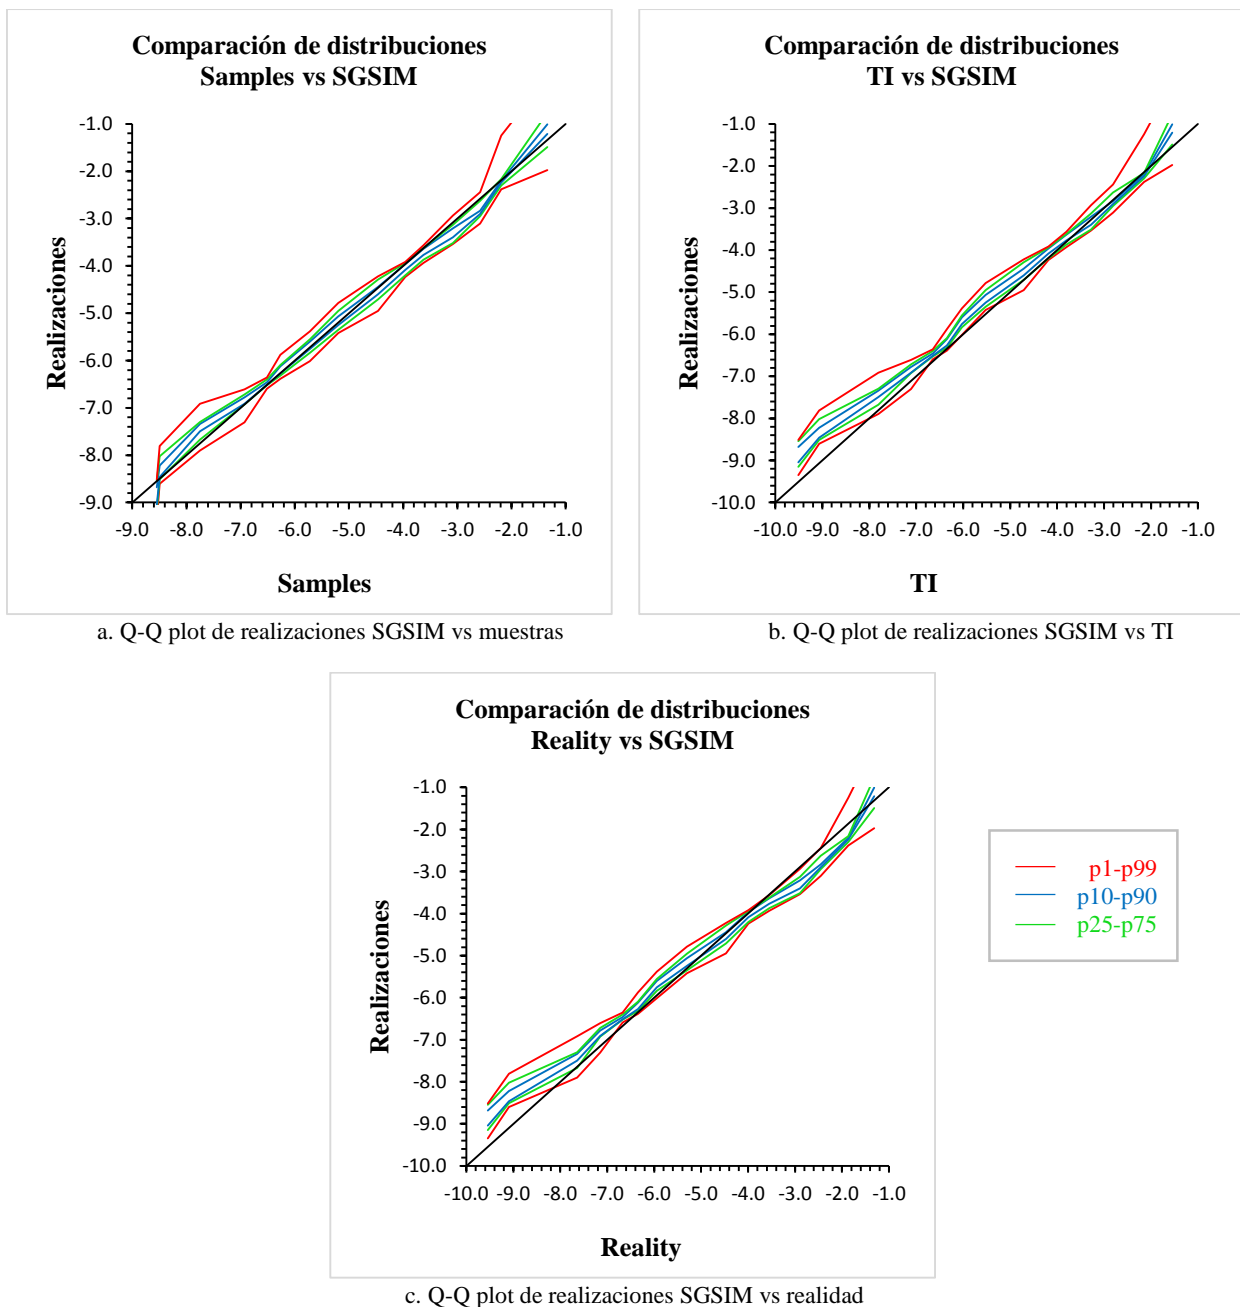 Comparación de distribuciones
Samples vs SGSIM
-1.0
-2.0
-3.0
-4.0
-5.0
-6.0
-7.0
-8.0
-9.0
Realizaciones
-9.0 -8.0 -7.0 -6.0 -5.0 -4.0 -3.0 -2.0 -1.0
Samples
a. Q-Q plot de realizaciones SGSIM vs muestras
Comparación de distribuciones
TI vs SGSIM
-1.0
-2.0
-3.0
-4.0
-5.0
-6.0
-7.0
-8.0
-9.0
-10.0
Realizaciones
-10.0 -9.0 -8.0 -7.0 -6.0 -5.0 -4.0 -3.0 -2.0 -1.0
TI
b. Q-Q plot de realizaciones SGSIM vs TI
Comparación de distribuciones
Reality vs SGSIM
-1.0
-2.0
-3.0
-4.0
-5.0
-6.0
-7.0
-8.0
-9.0
-10.0
Realizaciones
-10.0 -9.0 -8.0 -7.0 -6.0 -5.0 -4.0 -3.0 -2.0 -1.0
Reality
p1-p99
p10-p90
p25-p75
c. Q-Q plot de realizaciones SGSIM vs realidad